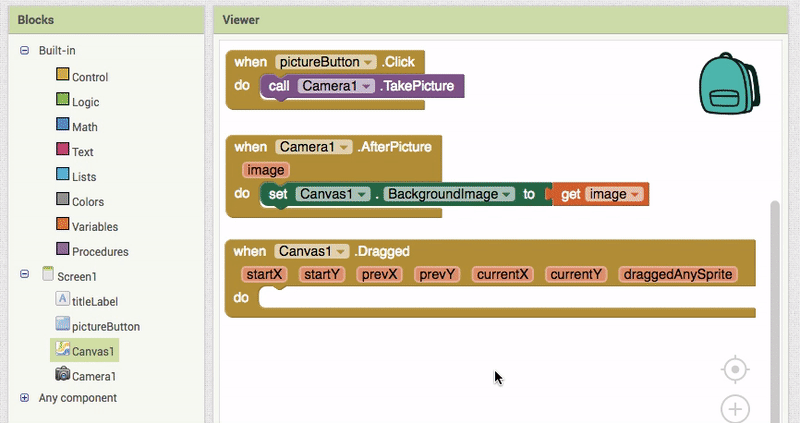 Blocks
Viewer
Built-in
Control
Logic
Math
Text
Lists
Colors
Variables
Procedures
Screen1
A titleLabel
pictureButton
Canvas1
Camera1
Any component
when pictureButton .Click
do call Camera1 .TakePicture
when Camera1 .AfterPicture
image
do set Canvas1 . BackgroundImage to get image
when Canvas1 .Dragged
startX startY prevX prevY currentX currentY draggedAnySprite
do